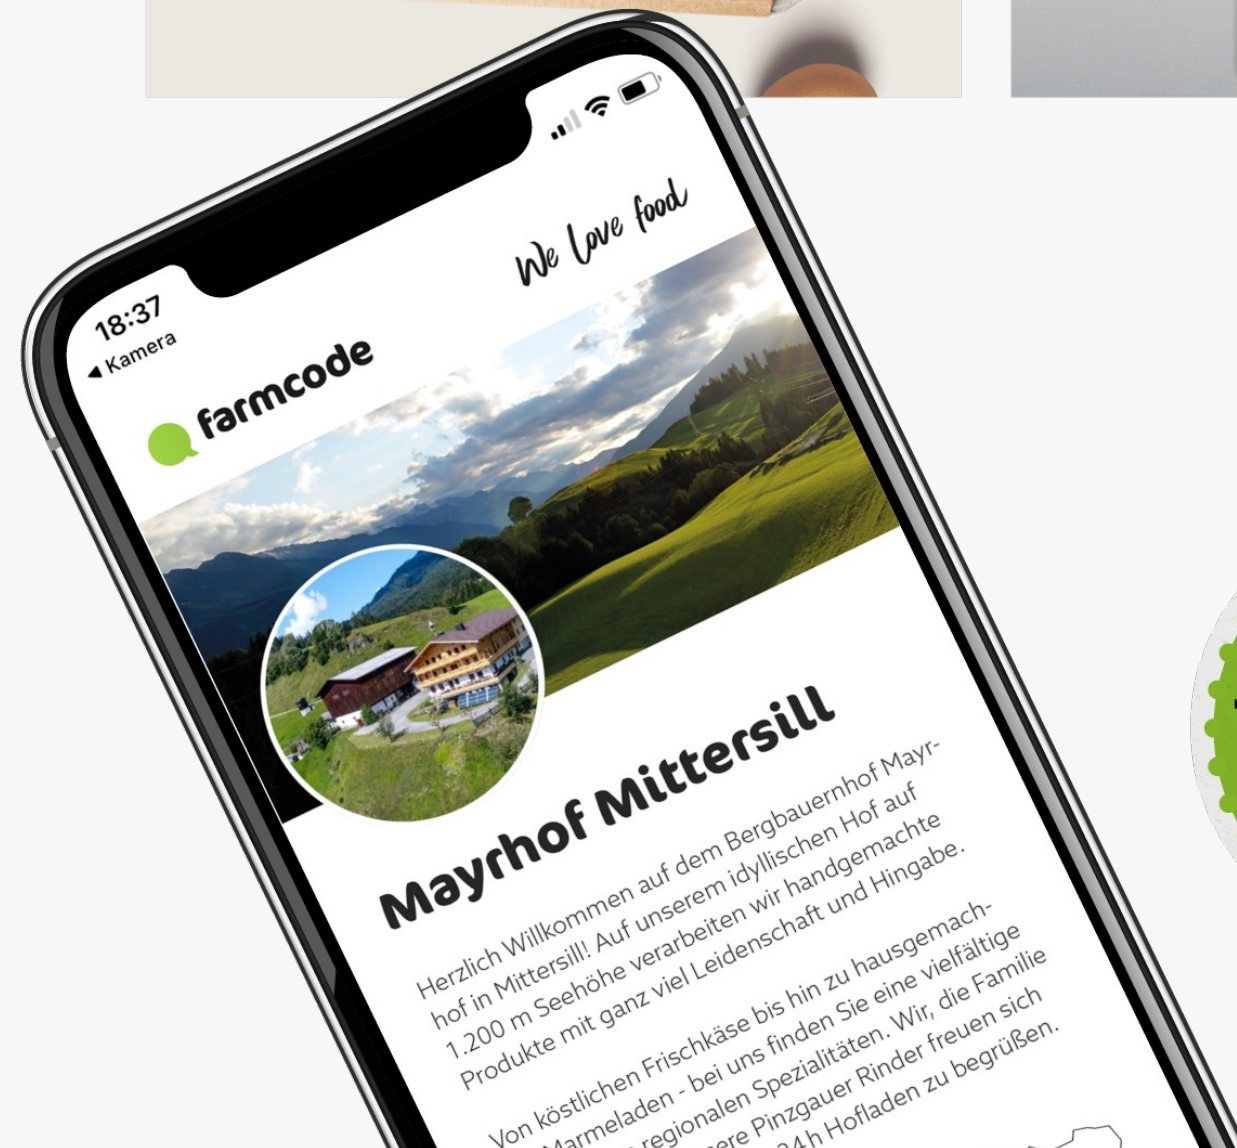 18:37
◀ Kamera
We Love food
farmcode
Mayrhof Mittersill
Herzlich Willkommen auf dem Bergbauernhof Mayr-
hof in Mittersill! Auf unserem idyllischen Hof auf
1.200 m Seehöhe verarbeiten wir handgemachte
Produkte mit ganz viel Leidenschaft und Hingabe.
Von köstlichen Frischkäse bis hin zu hausgemach-
Marmeladen - bei uns finden Sie eine vielfältige
regionalen Spezialitäten. Wir, die Familie
Pinzgauer Rinder freuen sich
24h Hofladen zu begrüßen.